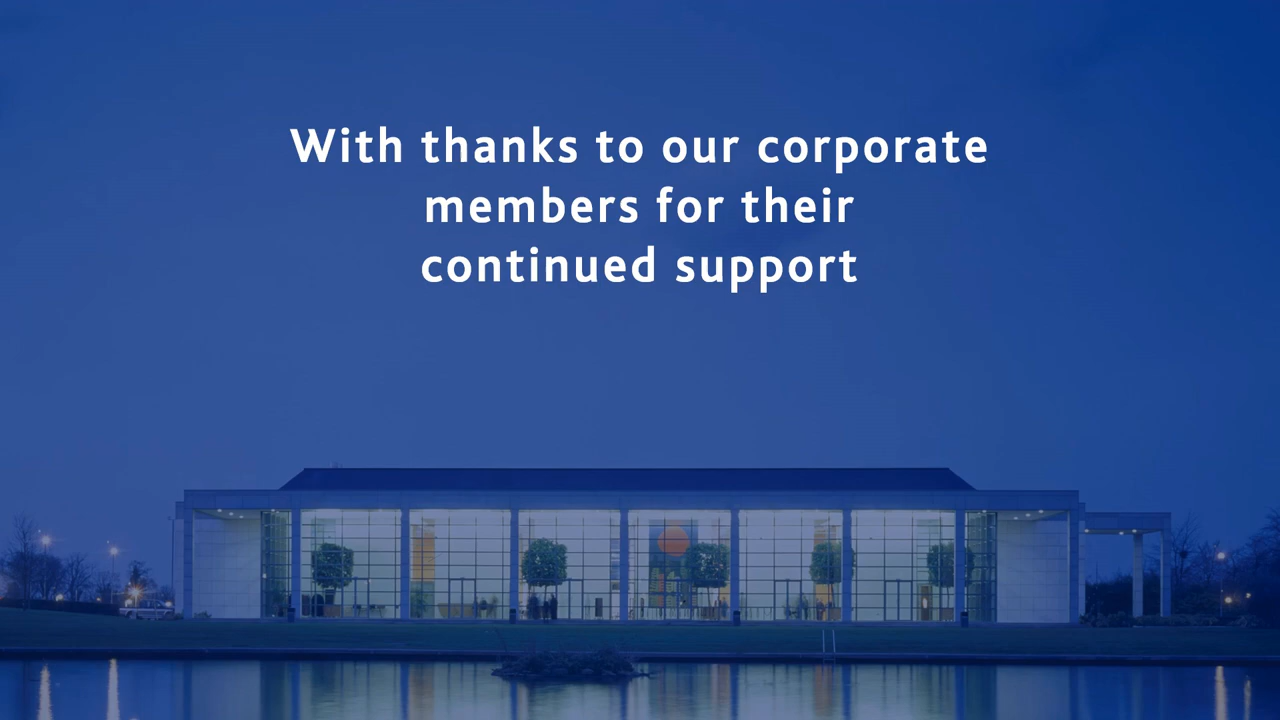 With thanks to our corporate
members for their
continued support